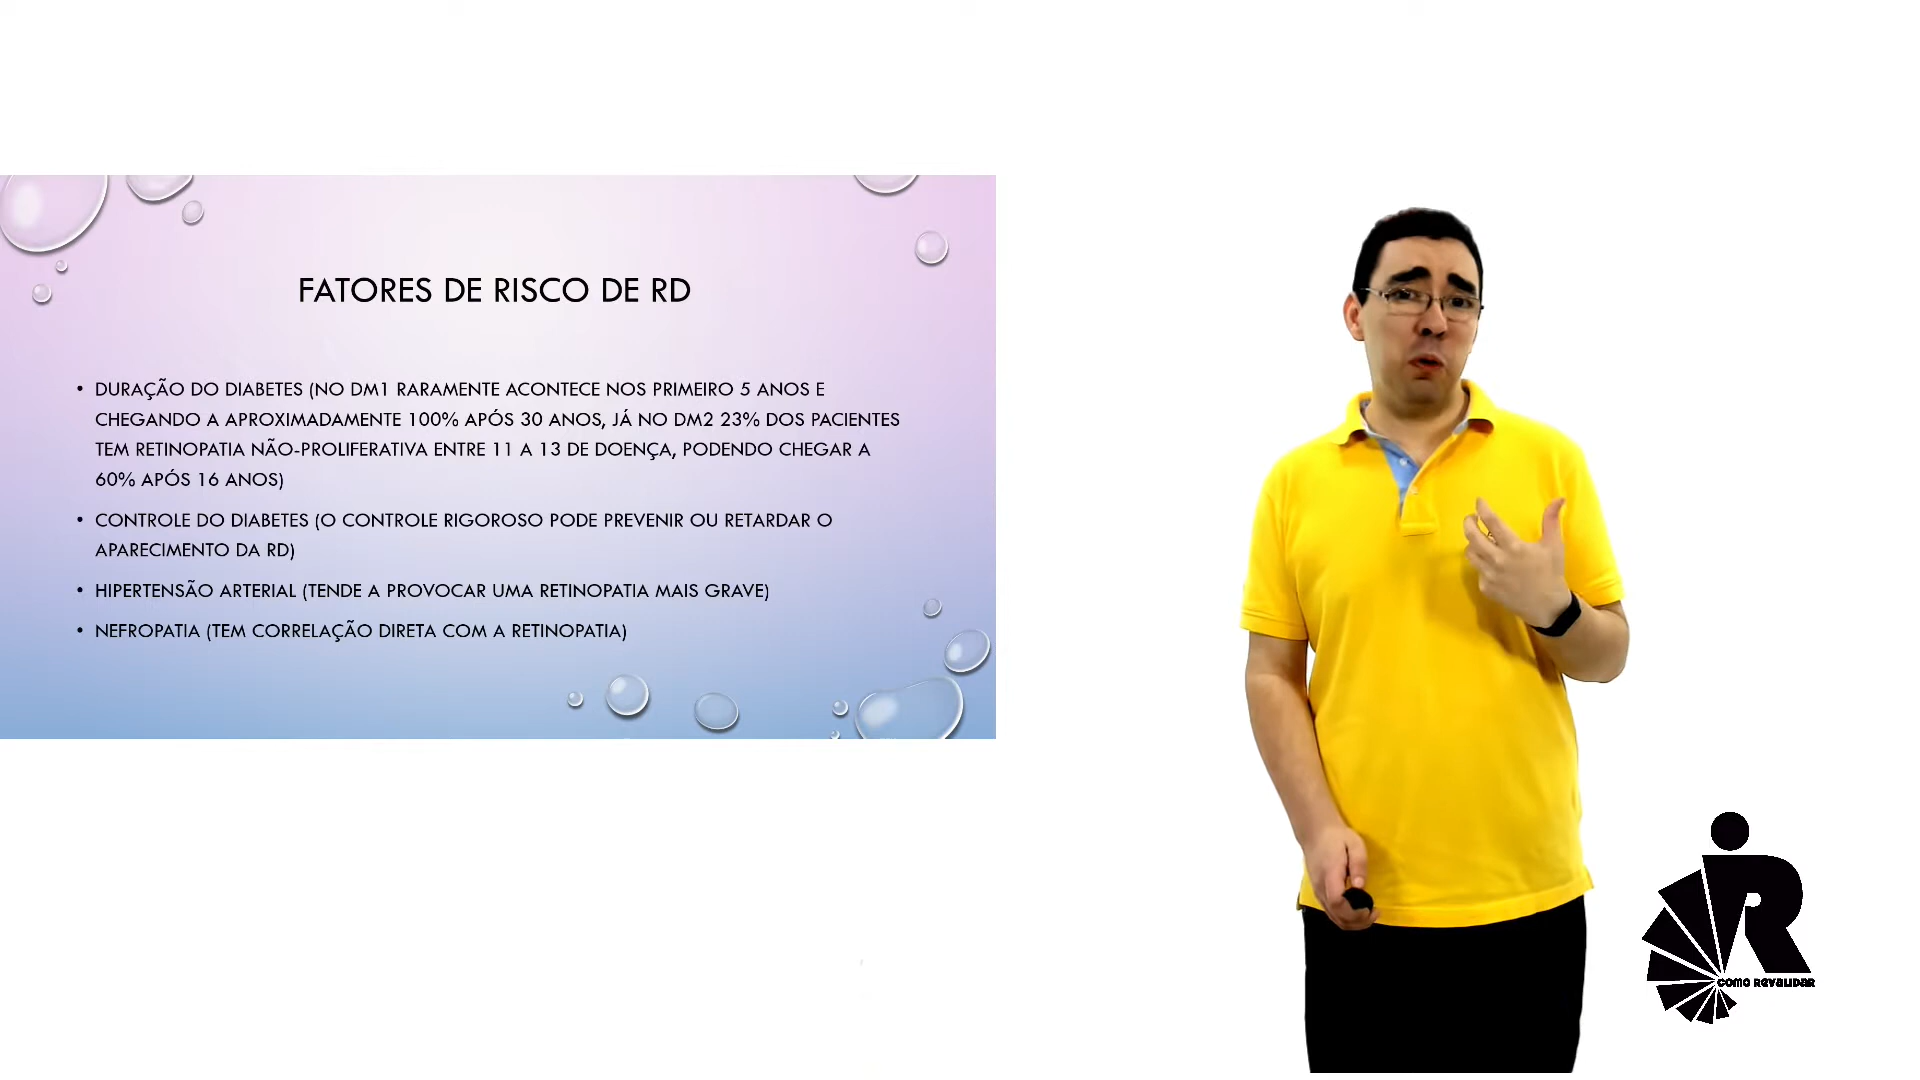 FATORES DE RISCO DE RD
• DURAÇÃO DO DIABETES (NO DM1 RARAMENTE ACONTECE NOS PRIMEIRO 5 ANOS E
CHEGANDO A APROXIMADAMENTE 100% APÓS 30 ANOS, JÁ NO DM2 23% DOS PACIENTES
TEM RETINOPATIA NÃO-PROLIFERATIVA ENTRE 11 A 13 DE DOENÇA, PODENDO CHEGAR A
60% APÓS 16 ANOS)
• CONTROLE DO DIABETES (O CONTROLE RIGOROSO PODE PREVENIR OU RETARDAR O
APARECIMENTO DA RD)
• HIPERTENSÃO ARTERIAL (TENDE A PROVOCAR UMA RETINOPATIA MAIS GRAVE)
• NEFROPATIA (TEM CORRELAÇÃO DIRETA COM A RETINOPATIA)
R
COMO REVALIDAR